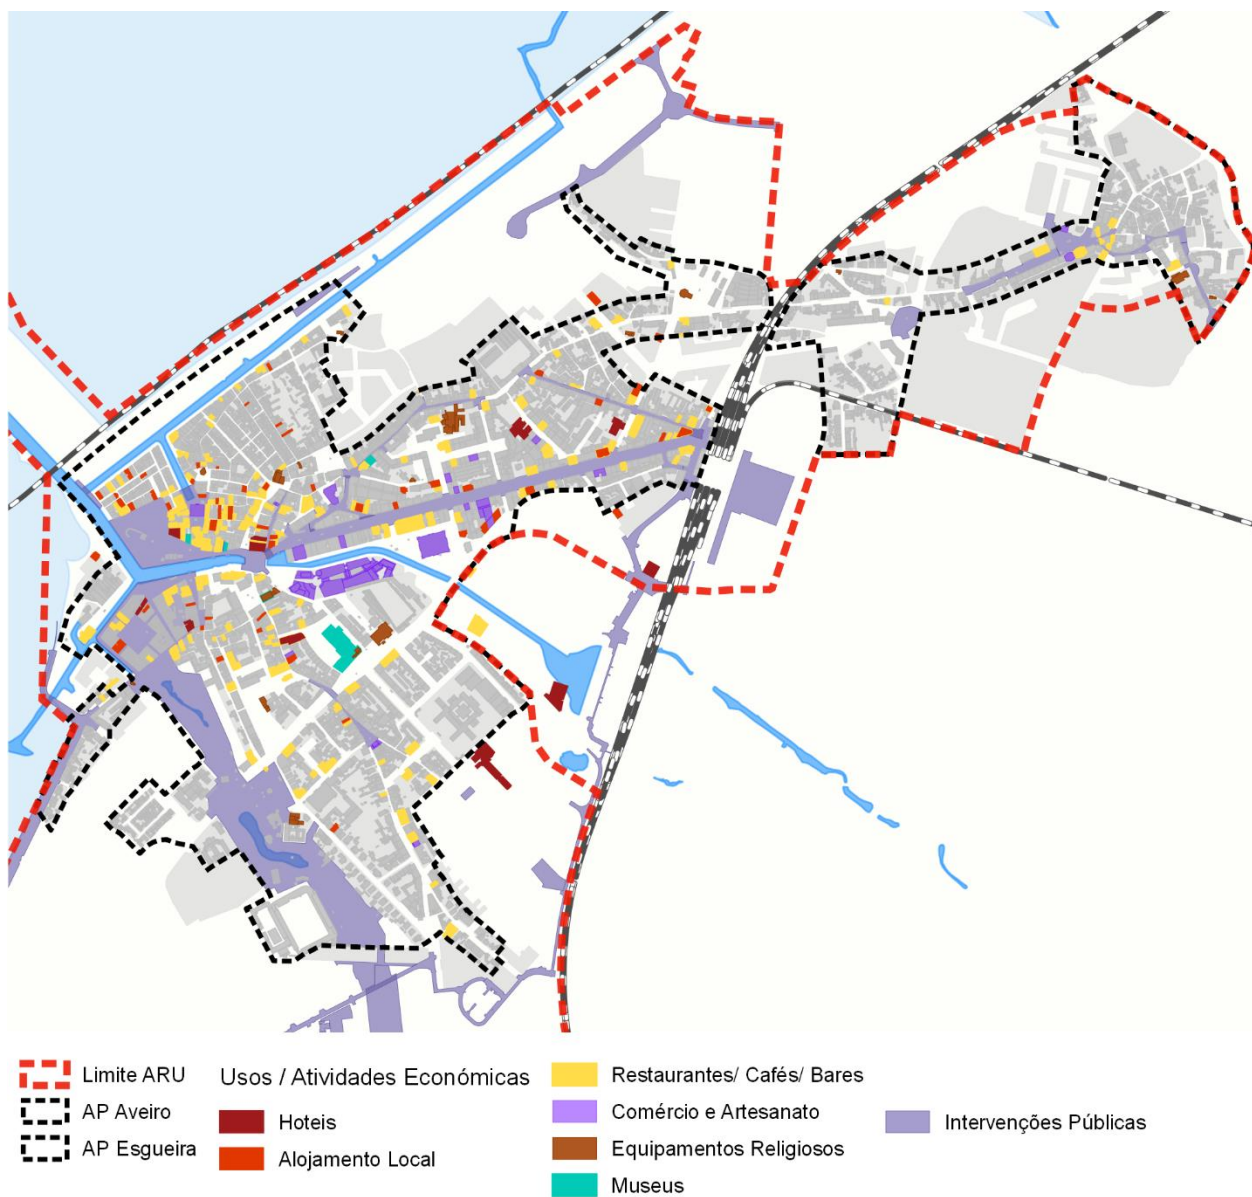 Limite ARU
AP Aveiro
AP Esgueira
Usos / Atividades Económicas
Hoteis
Alojamento Local
Restaurantes/ Cafés/ Bares
Comércio e Artesanato
Equipamentos Religiosos
Museus
Intervenções Públicas